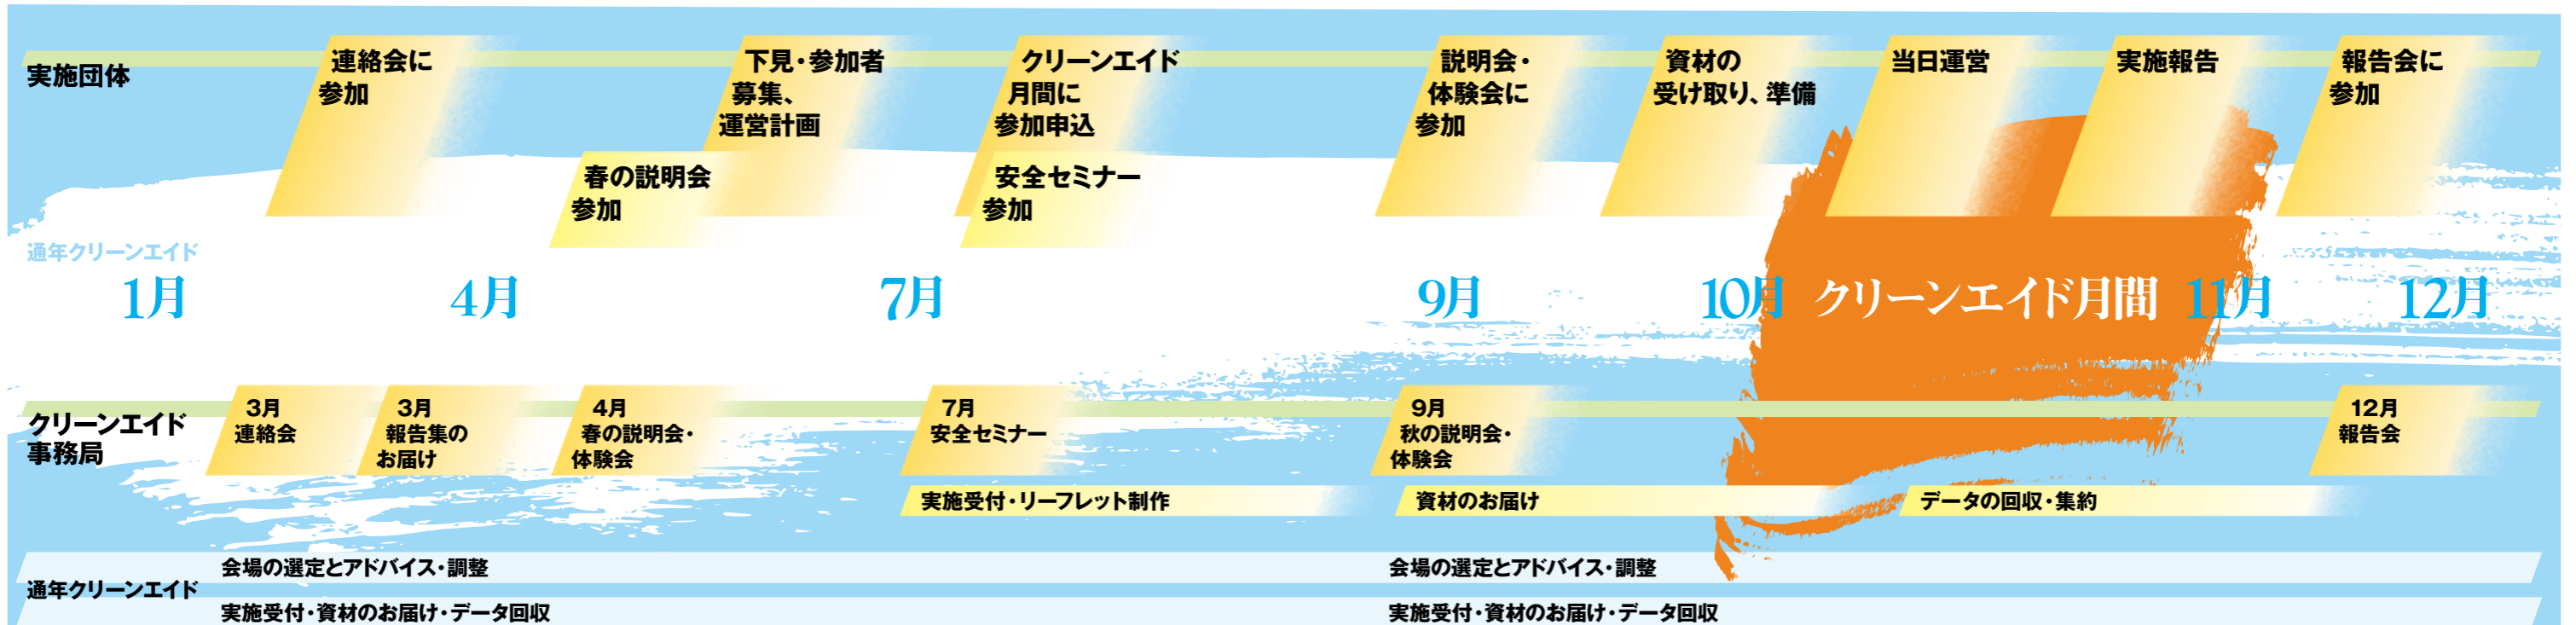 実施団体
連絡会に
参加
下見・参加者
募集、
運営計画
クリーンエイド
月間に
参加申込
説明会・
体験会に
参加
資材の
受け取り、準備
当日運営
実施報告
報告会に
参加
春の説明会
参加
安全セミナー
参加
通年クリーンエイド
1月
4月
7月
9月
10月
クリーンエイド月間
11月
12月
クリーンエイド
事務局
3月
連絡会
3月
報告集の
お届け
4月
春の説明会・
体験会
7月
安全セミナー
9月
秋の説明会・
体験会
12月
報告会
実施受付・リーフレット制作
資材のお届け
データの回収・集約
通年クリーンエイド
会場の選定とアドバイス・調整
会場の選定とアドバイス・調整
実施受付・資材のお届け・データ回収
実施受付・資材のお届け・データ回収